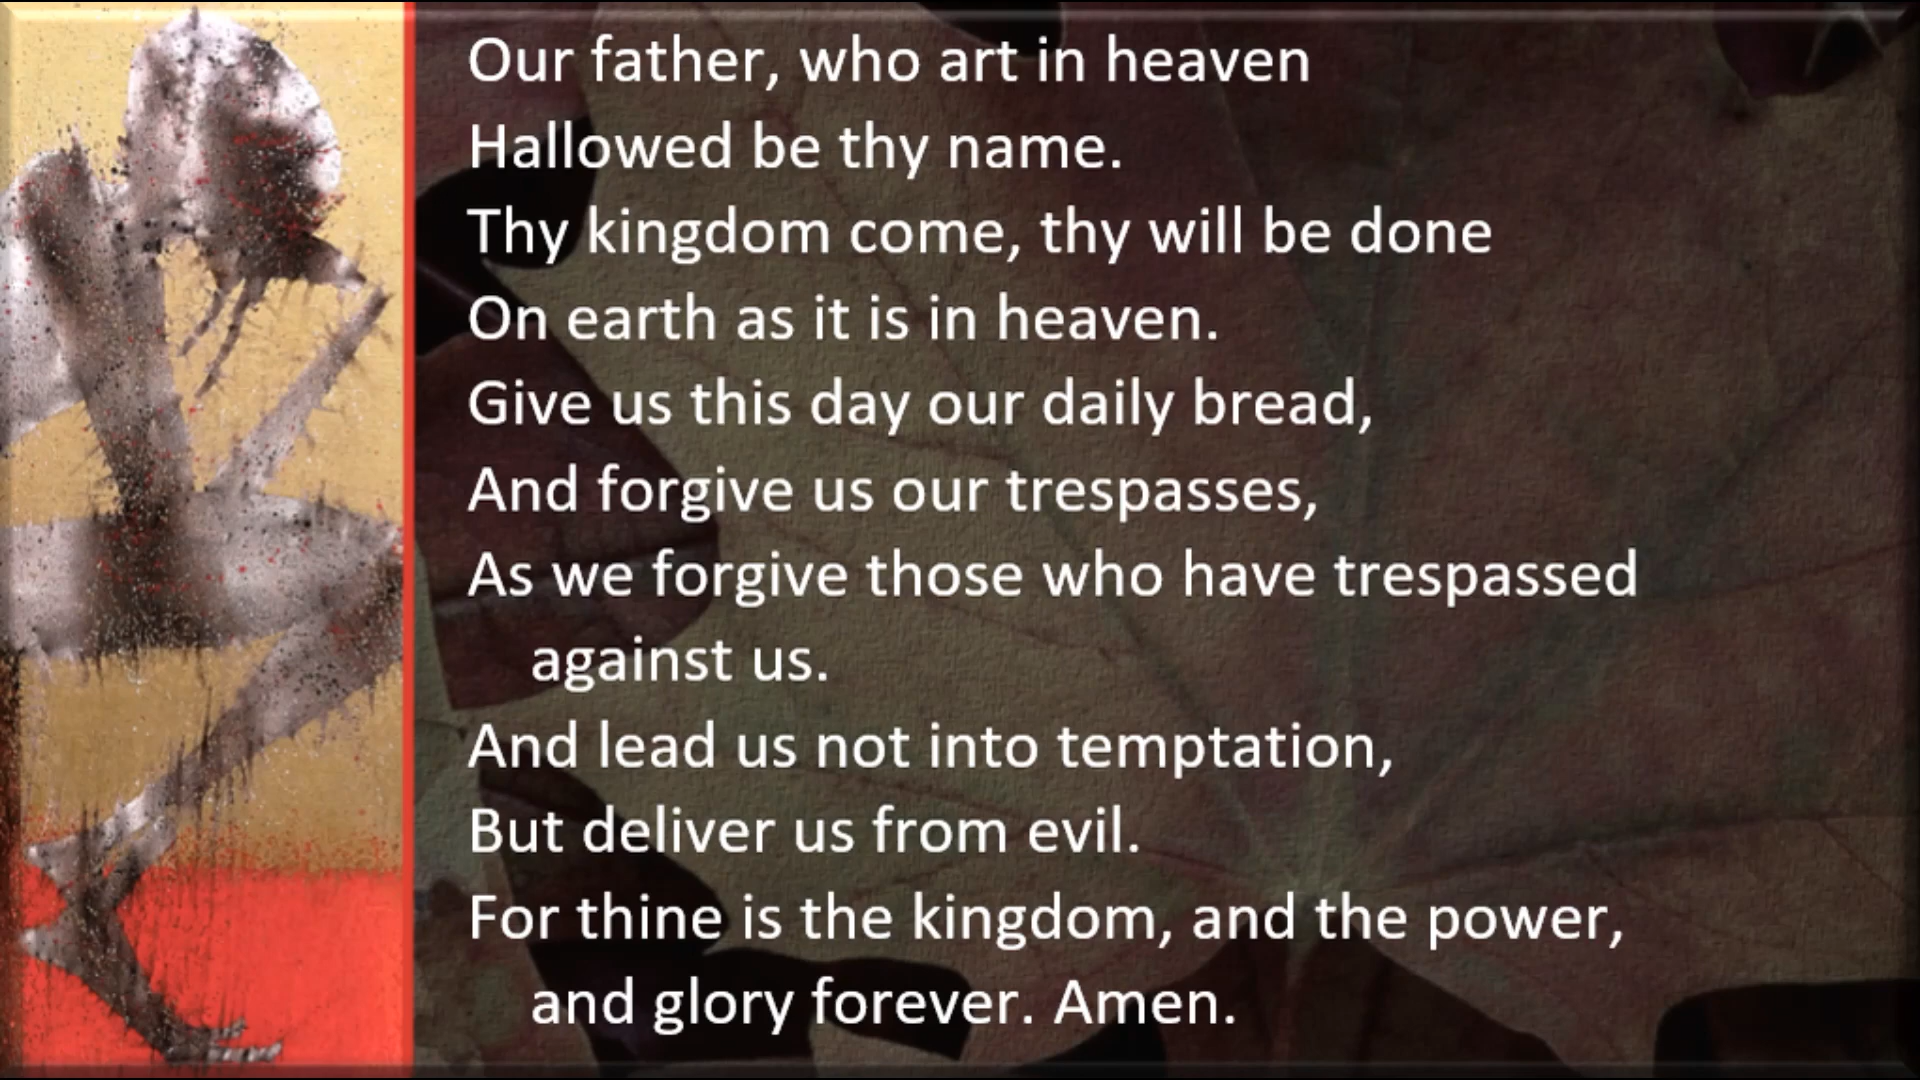 Our father, who art in heaven
Hallowed be thy name.
Thy kingdom come, thy will be done
On earth as it is in heaven.
Give us this day our daily bread,
And forgive us our trespasses,
As we forgive those who have trespassed
against us.
And lead us not into temptation,
But deliver us from evil.
For thine is the kingdom, and the power,
and glory forever. Amen.